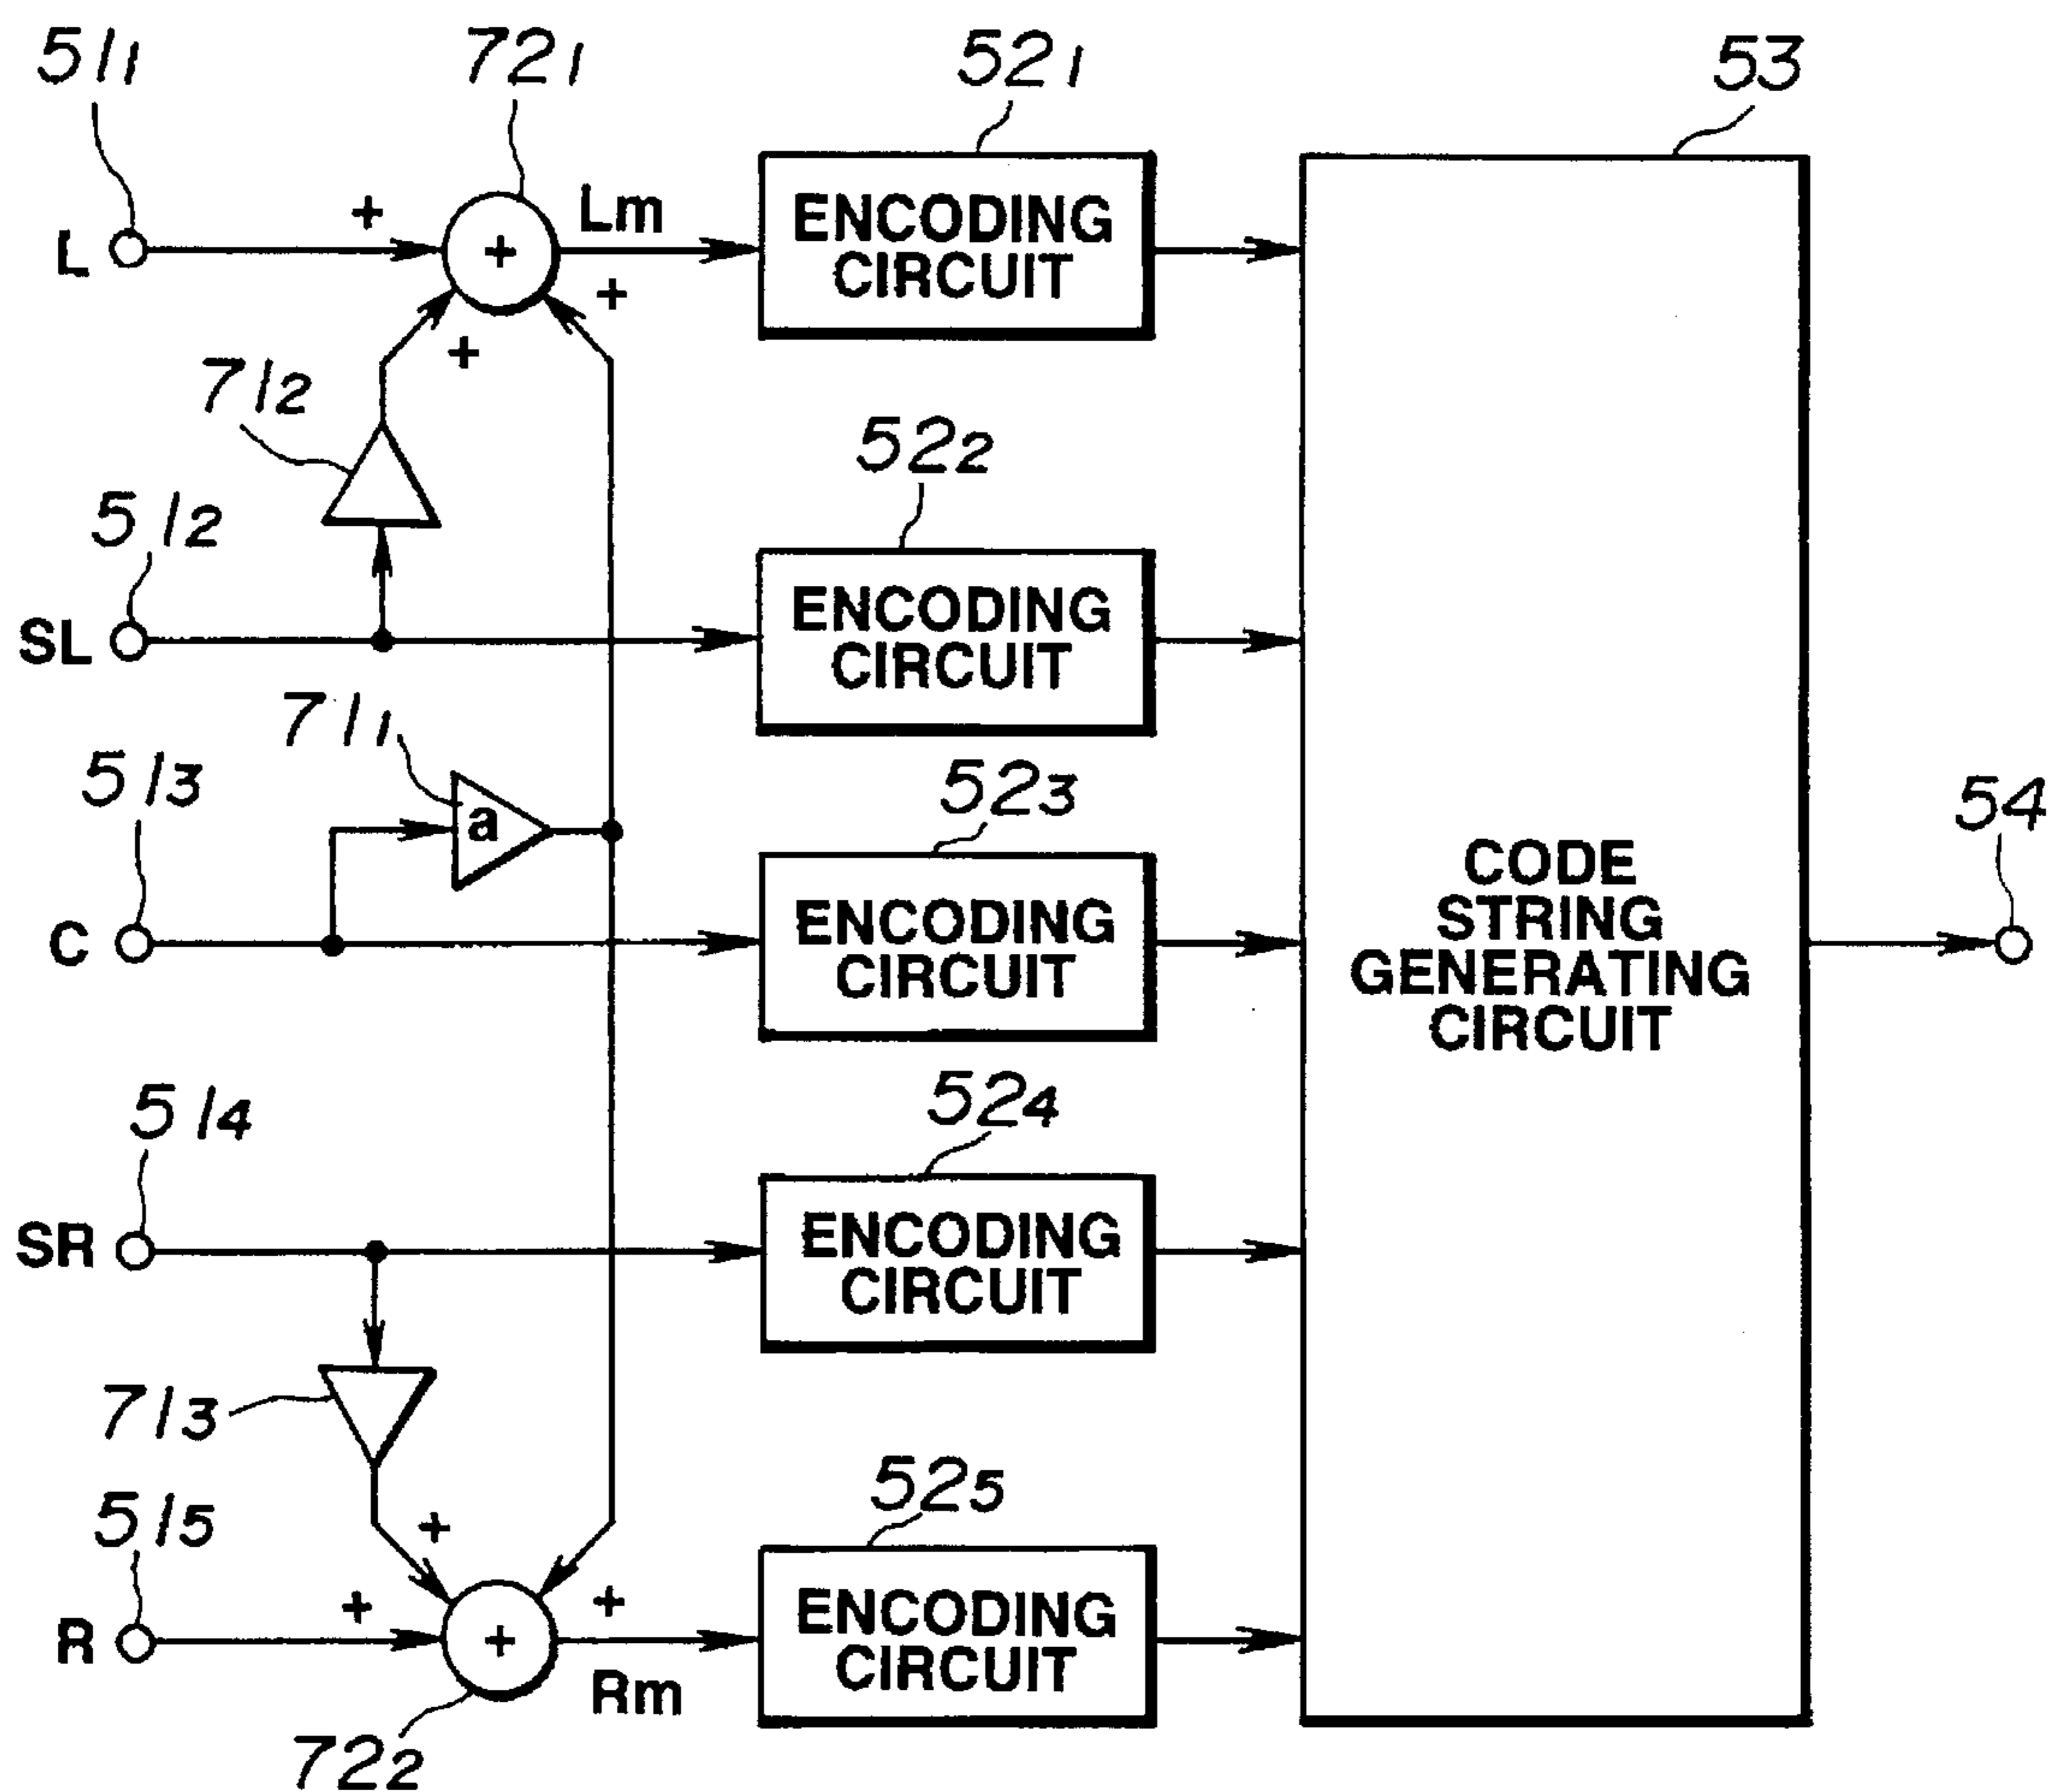 51₁
72₁
52₁
53
L
+
+
Lm
+
+
ENCODING
CIRCUIT
71₂
52₂
51₂
SL
ENCODING
CIRCUIT
71₁
51₃
a
52₃
54
C
ENCODING
CIRCUIT
CODE
STRING
GENERATING
CIRCUIT
51₄
52₄
SR
ENCODING
CIRCUIT
71₃
52₅
51₅
+
+
+
R
+
Rm
ENCODING
CIRCUIT
72₂